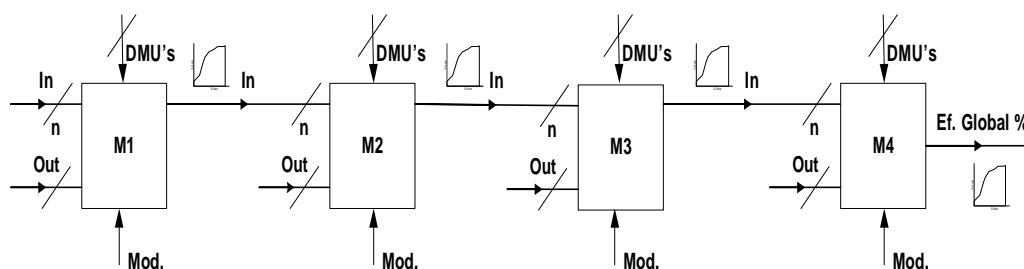 DMU's
DMU's
DMU's
DMU's
In
In
In
In
n
n
n
n
M1
M2
M3
M4
Ef. Global %
Out
Out
Out
Out
Mod.
Mod.
Mod.
Mod.